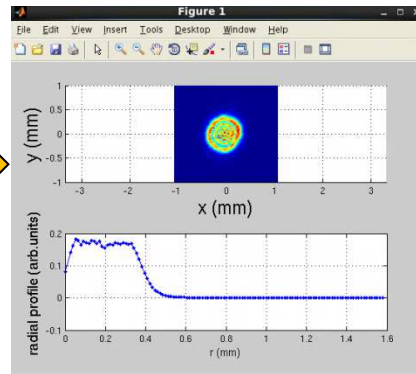 Figure 1
File Edit View Insert Tools Desktop Window Help
1
0.5
0
-0.5
-1
-3 -2 -1 0 1 2 3
y (mm)
x (mm)
0.2
0.1
0
-0.1
0 0.2 0.4 0.6 0.8 1 1.2 1.4 1.6
radial profile (arb.units)
r (mm)